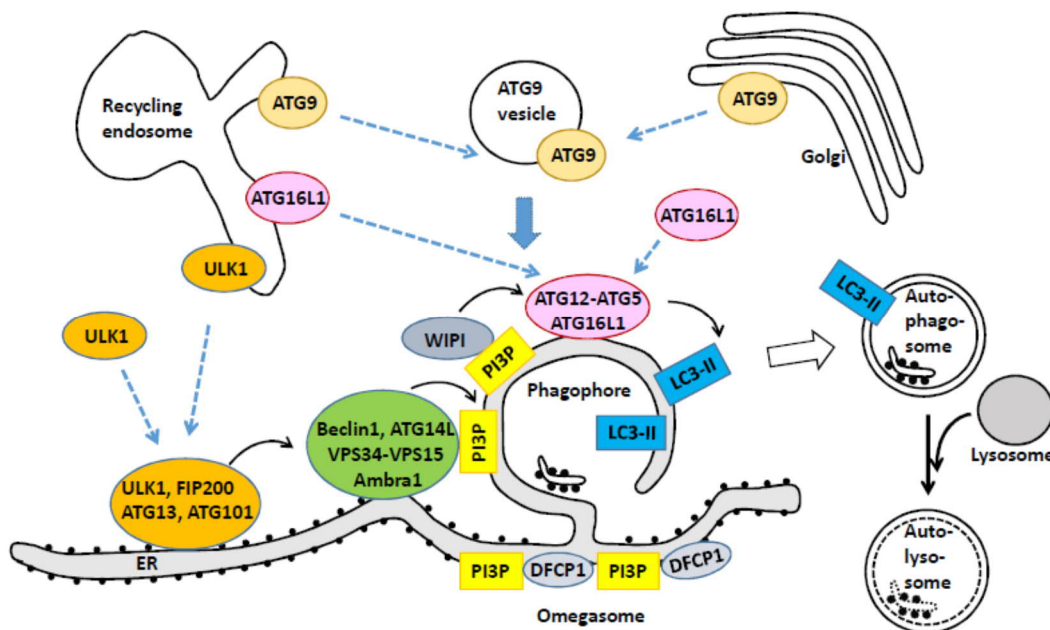 Recycling
endosome
ATG9
ATG9
vesicle
ATG9
ATG9
Golgi
ATG16L1
ATG16L1
ULK1
ULK1
ATG12-ATG5
ATG16L1
WIPI
PI3P
LC3-II
Phagophore
LC3-II
LC3-II
Auto-
phago-
some
Lysosome
Beclin1, ATG14L
VPS34-VPS15
Ambra1
PI3P
ULK1, FIP200
ATG13, ATG101
ER
PI3P
DFCP1
PI3P
DFCP1
Omegasome
Auto-
lyso-
some